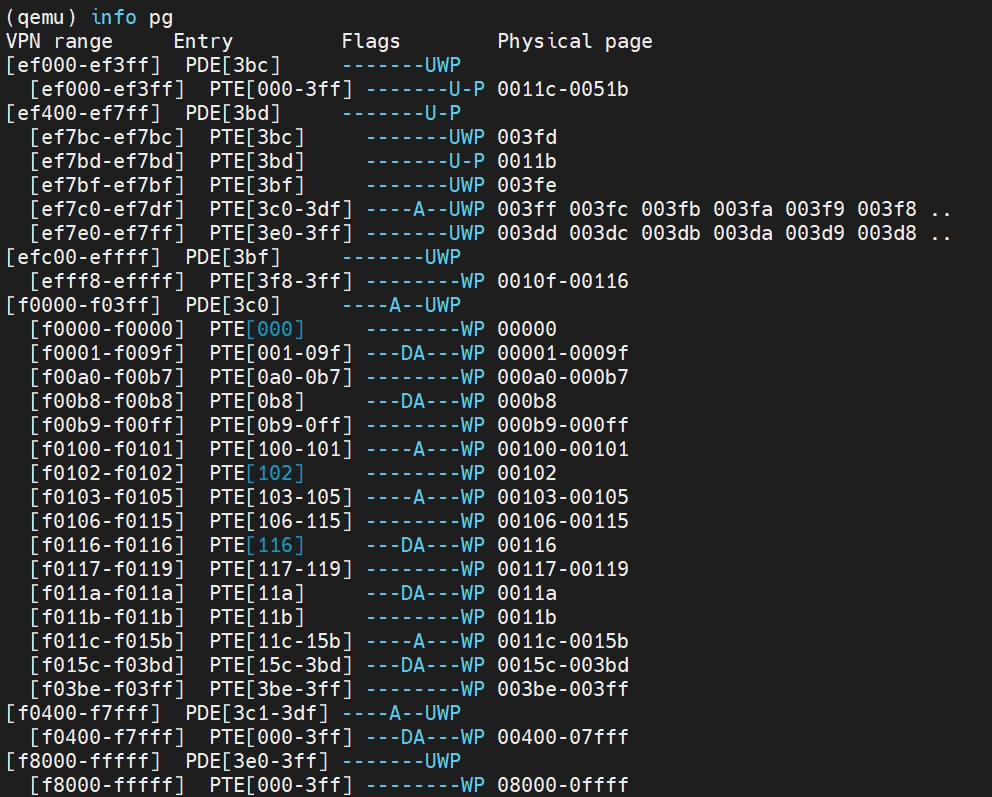 (qemu) info pg
VPN range     Entry         Flags        Physical page
[ef000-ef3ff]  PDE[3bc]     -------UWP
  [ef000-ef3ff]  PTE[000-3ff] -------U-P 0011c-0051b
[ef400-ef7ff]  PDE[3bd]     -------U-P
  [ef7bc-ef7bc]  PTE[3bc]     -------UWP 003fd
  [ef7bd-ef7bd]  PTE[3bd]     -------U-P 0011b
  [ef7bf-ef7bf]  PTE[3bf]     -------UWP 003fe
  [ef7c0-ef7df]  PTE[3c0-3df] ----A--UWP 003ff 003fc 003fb 003fa 003f9 003f8 ..
  [ef7e0-ef7ff]  PTE[3e0-3ff] -------UWP 003dd 003dc 003db 003da 003d9 003d8 ..
[efc00-effff]  PDE[3bf]     -------UWP
  [efff8-effff]  PTE[3f8-3ff] --------WP 0010f-00116
[f0000-f03ff]  PDE[3c0]     ----A--UWP
  [f0000-f0000]  PTE[000]     --------WP 00000
  [f0001-f009f]  PTE[001-09f] ---DA---WP 00001-0009f
  [f00a0-f00b7]  PTE[0a0-0b7] --------WP 000a0-000b7
  [f00b8-f00b8]  PTE[0b8]     ---DA---WP 000b8
  [f00b9-f00ff]  PTE[0b9-0ff] --------WP 000b9-000ff
  [f0100-f0101]  PTE[100-101] ----A---WP 00100-00101
  [f0102-f0102]  PTE[102]     --------WP 00102
  [f0103-f0105]  PTE[103-105] ----A---WP 00103-00105
  [f0106-f0115]  PTE[106-115] --------WP 00106-00115
  [f0116-f0116]  PTE[116]     ---DA---WP 00116
  [f0117-f0119]  PTE[117-119] --------WP 00117-00119
  [f011a-f011a]  PTE[11a]     ---DA---WP 0011a
  [f011b-f011b]  PTE[11b]     --------WP 0011b
  [f011c-f015b]  PTE[11c-15b] ----A---WP 0011c-0015b
  [f015c-f03bd]  PTE[15c-3bd] ---DA---WP 0015c-003bd
  [f03be-f03ff]  PTE[3be-3ff] --------WP 003be-003ff
[f0400-f7fff]  PDE[3c1-3df] ----A--UWP
  [f0400-f7fff]  PTE[000-3ff] ---DA---WP 00400-07fff
[f8000-fffff]  PDE[3e0-3ff] -------UWP
  [f8000-fffff]  PTE[000-3ff] --------WP 08000-0ffff